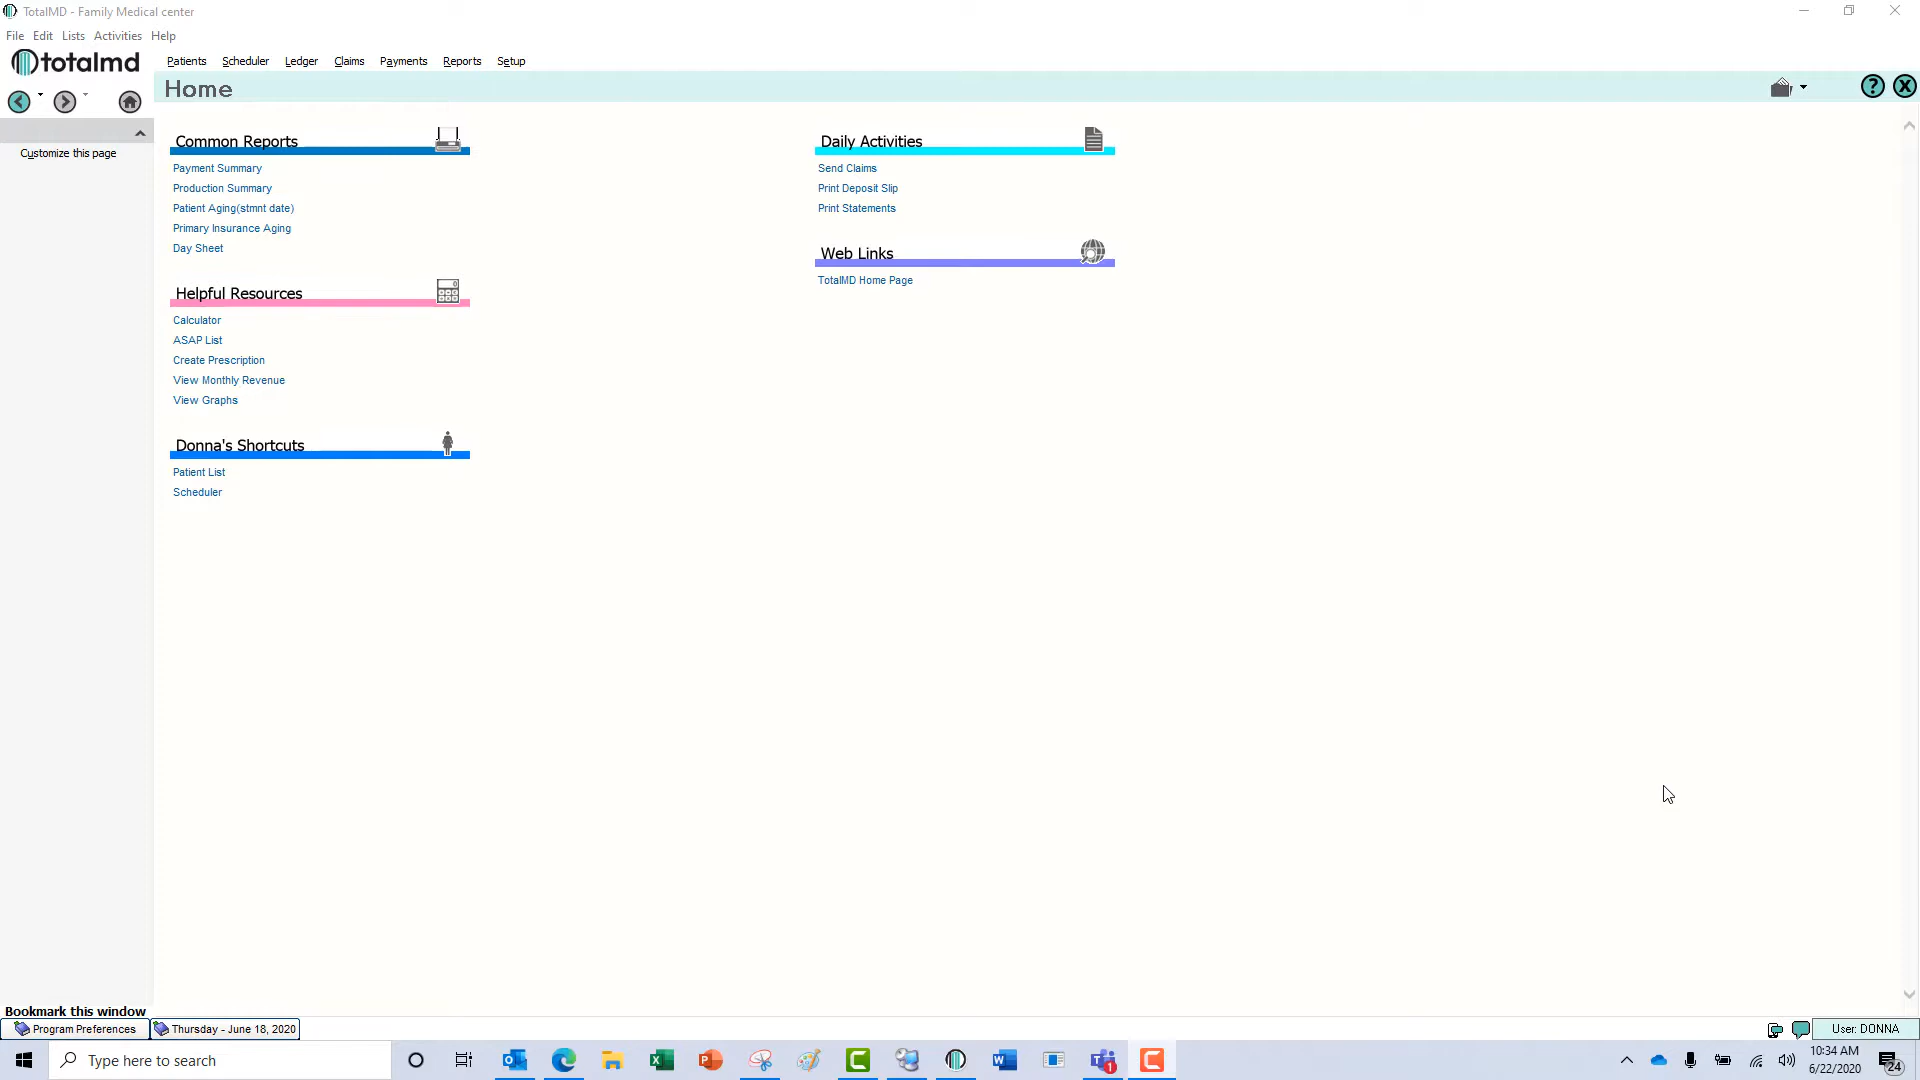 TotalMD - Family Medical center
File Edit Lists Activities Help
totalmd
Patients Scheduler Ledger Claims Payments Reports Setup
Home
Customize this page
Common Reports
Payment Summary
Production Summary
Patient Aging(stmnt date)
Primary Insurance Aging
Day Sheet
Helpful Resources
Calculator
ASAP List
Create Prescription
View Monthly Revenue
View Graphs
Donna's Shortcuts
Patient List
Scheduler
Daily Activities
Send Claims
Print Deposit Slip
Print Statements
Web Links
TotalMD Home Page
Bookmark this window
Program Preferences Thursday - June 18, 2020
User: DONNA
Type here to search
10:34 AM
6/22/2020
24
1